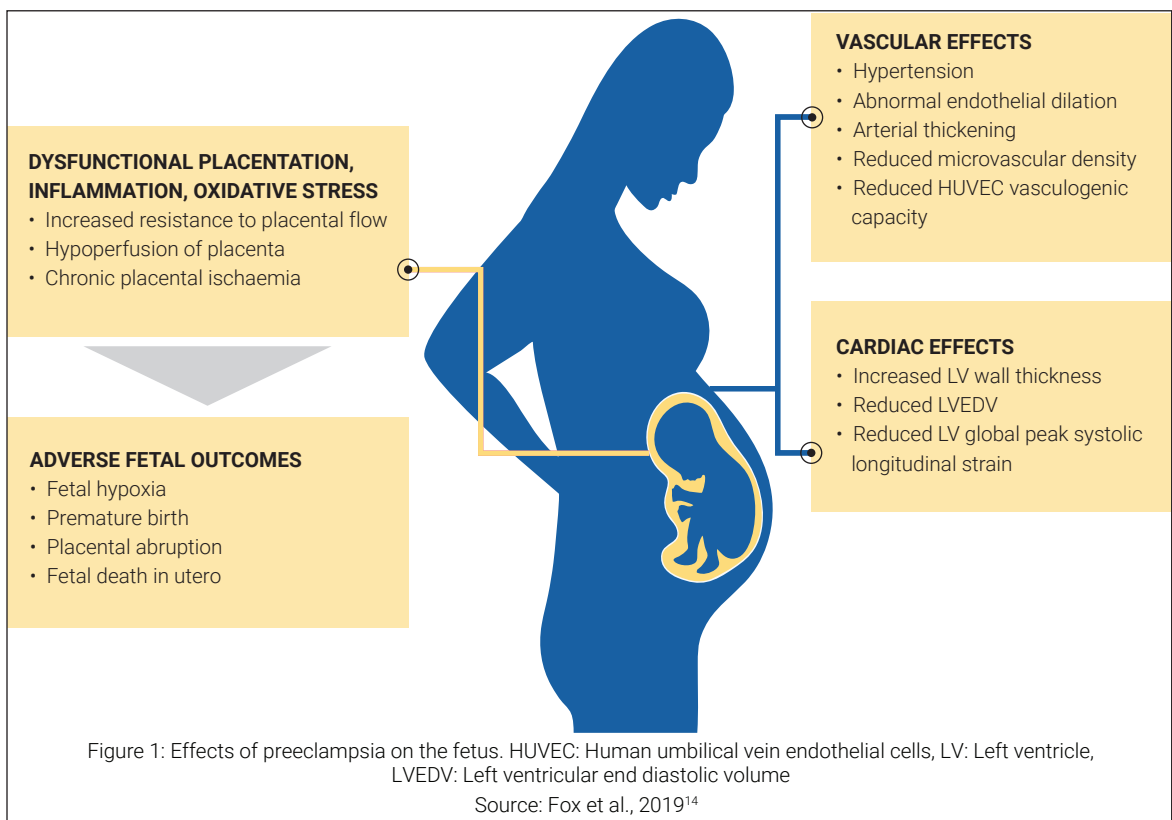 DYSFUNCTIONAL PLACENTATION,
INFLAMMATION, OXIDATIVE STRESS
• Increased resistance to placental flow
• Hypoperfusion of placenta
• Chronic placental ischaemia
ADVERSE FETAL OUTCOMES
• Fetal hypoxia
• Premature birth
• Placental abruption
• Fetal death in utero
VASCULAR EFFECTS
• Hypertension
• Abnormal endothelial dilation
• Arterial thickening
• Reduced microvascular density
• Reduced HUVEC vasculogenic
capacity
CARDIAC EFFECTS
• Increased LV wall thickness
• Reduced LVEDV
• Reduced LV global peak systolic
longitudinal strain
Figure 1: Effects of preeclampsia on the fetus. HUVEC: Human umbilical vein endothelial cells, LV: Left ventricle,
LVEDV: Left ventricular end diastolic volume
Source: Fox et al., 2019¹⁴